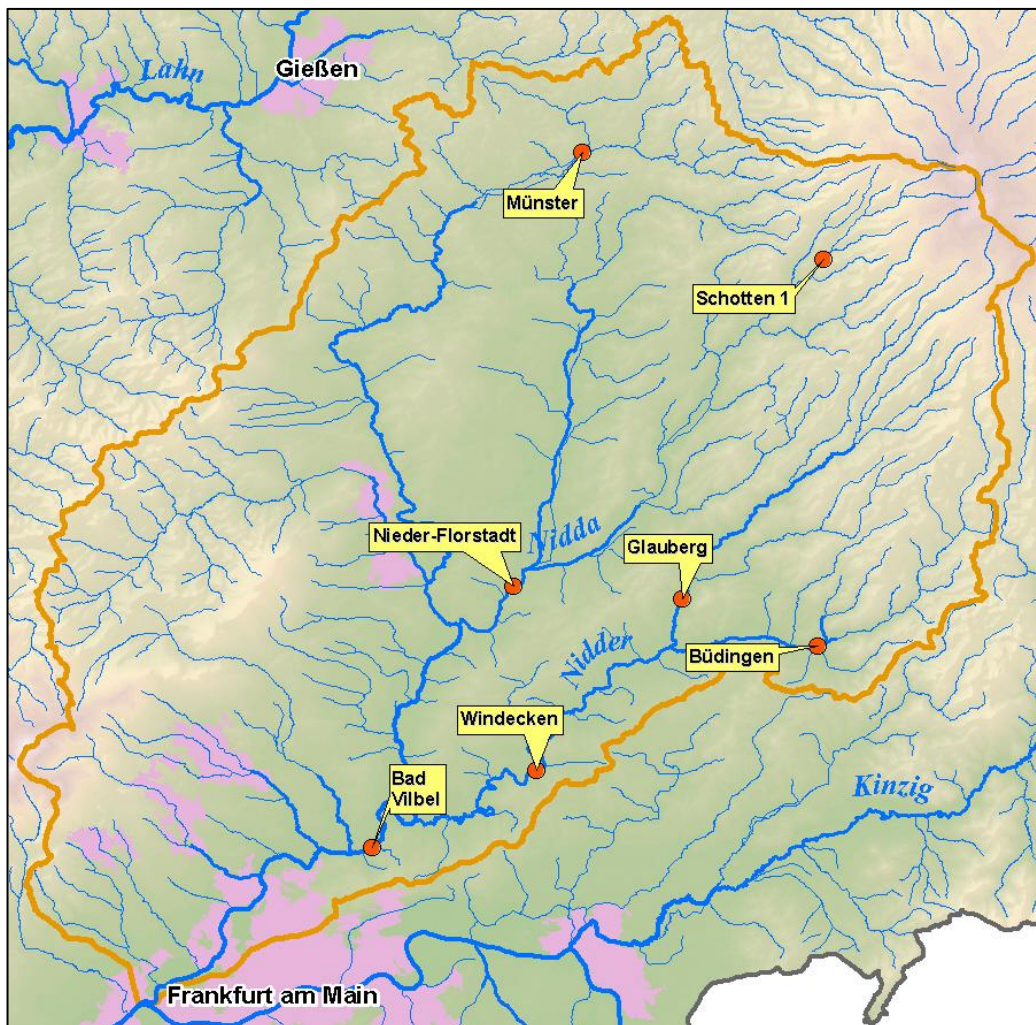 Lahn
Gießen
Münster
Schotten 1
Nieder-Florstadt
Nidda
Glauberg
Nidder
Büdingen
Windecken
Bad
Vilbel
Kinzig
Frankfurt am Main